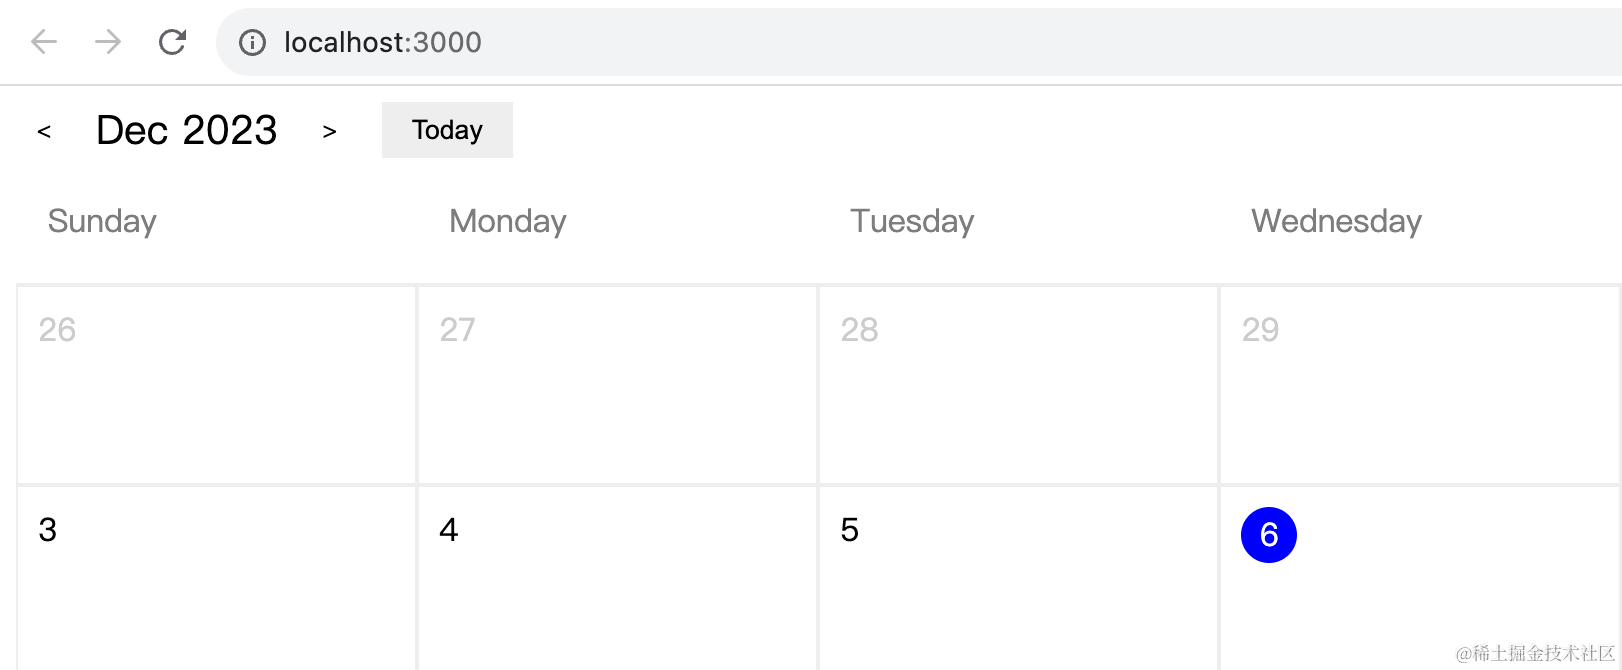 localhost:3000
< Dec 2023 > Today
Sunday Monday Tuesday Wednesday
26 27 28 29
3 4 5 6
@稀土掘金技术社区